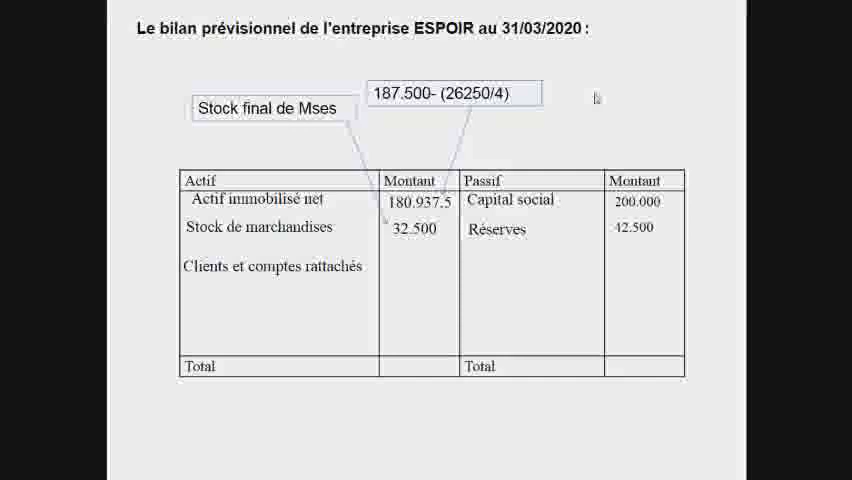 Le bilan prévisionnel de l'entreprise ESPOIR au 31/03/2020 :
187.500- (26250/4)
Stock final de Mses
Actif Montant Passif Montant
Actif immobilisé net 180.937.5 Capital social 200.000
Stock de marchandises 32.500 Réserves 42.500
Clients et comptes rattachés
Total Total